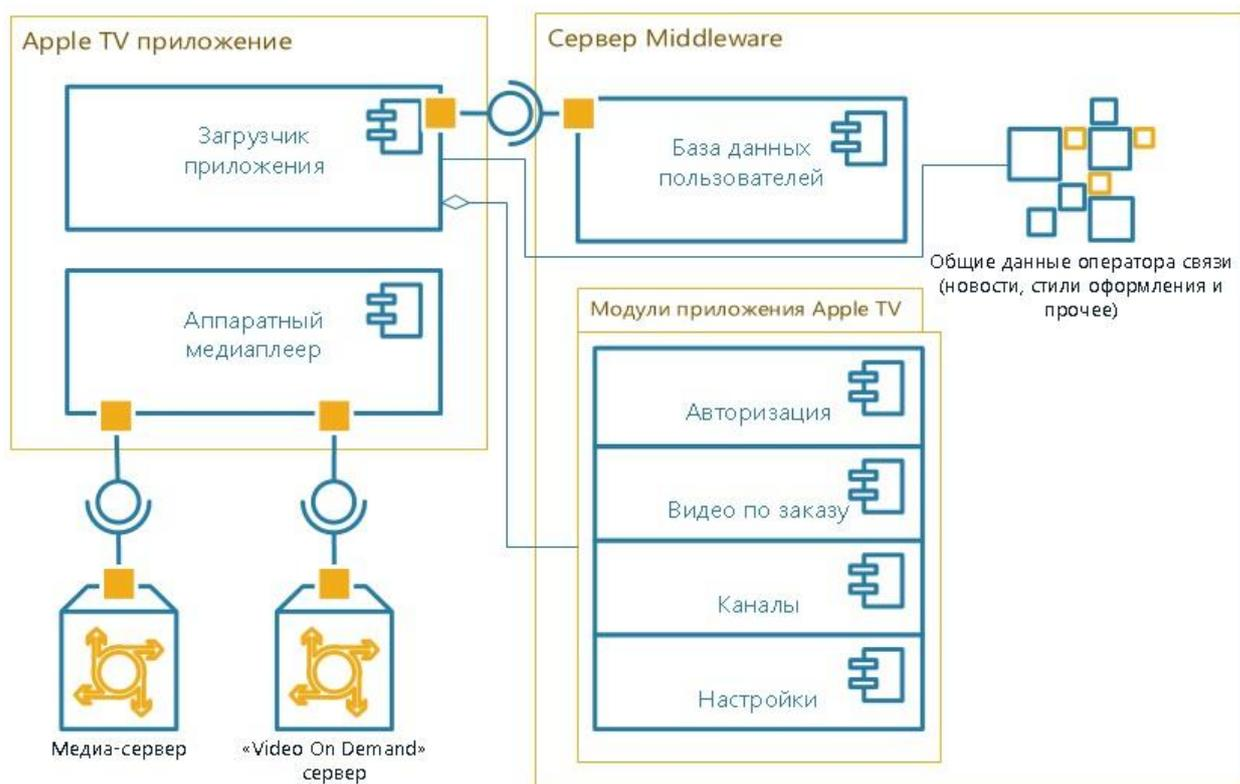 Apple TV приложение
Загрузчик
приложения
Аппаратный
медиаплеер
Медиа-сервер
«Video On Demand»
сервер
Сервер Middleware
База данных
пользователей
Общие данные оператора связи
(новости, стили оформления и
прочее)
Модули приложения Apple TV
Авторизация
Видео по заказу
Каналы
Настройки